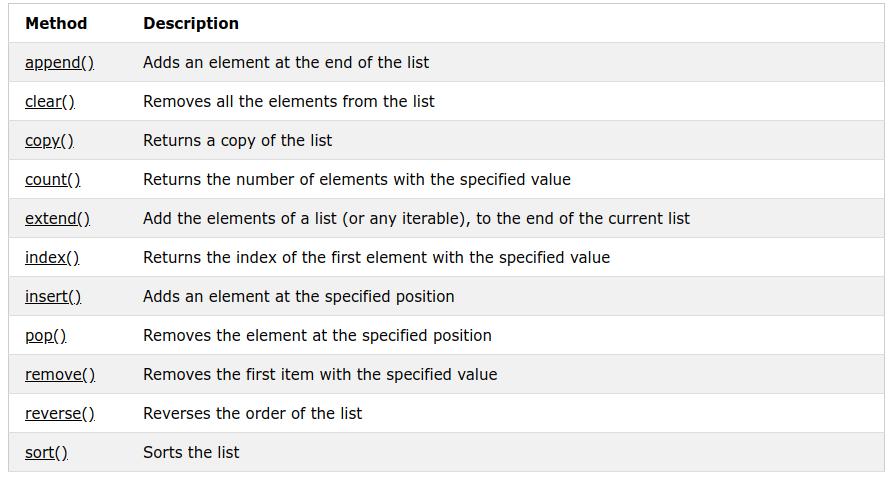 Method Description
append() Adds an element at the end of the list
clear() Removes all the elements from the list
copy() Returns a copy of the list
count() Returns the number of elements with the specified value
extend() Add the elements of a list (or any iterable), to the end of the current list
index() Returns the index of the first element with the specified value
insert() Adds an element at the specified position
pop() Removes the element at the specified position
remove() Removes the first item with the specified value
reverse() Reverses the order of the list
sort() Sorts the list